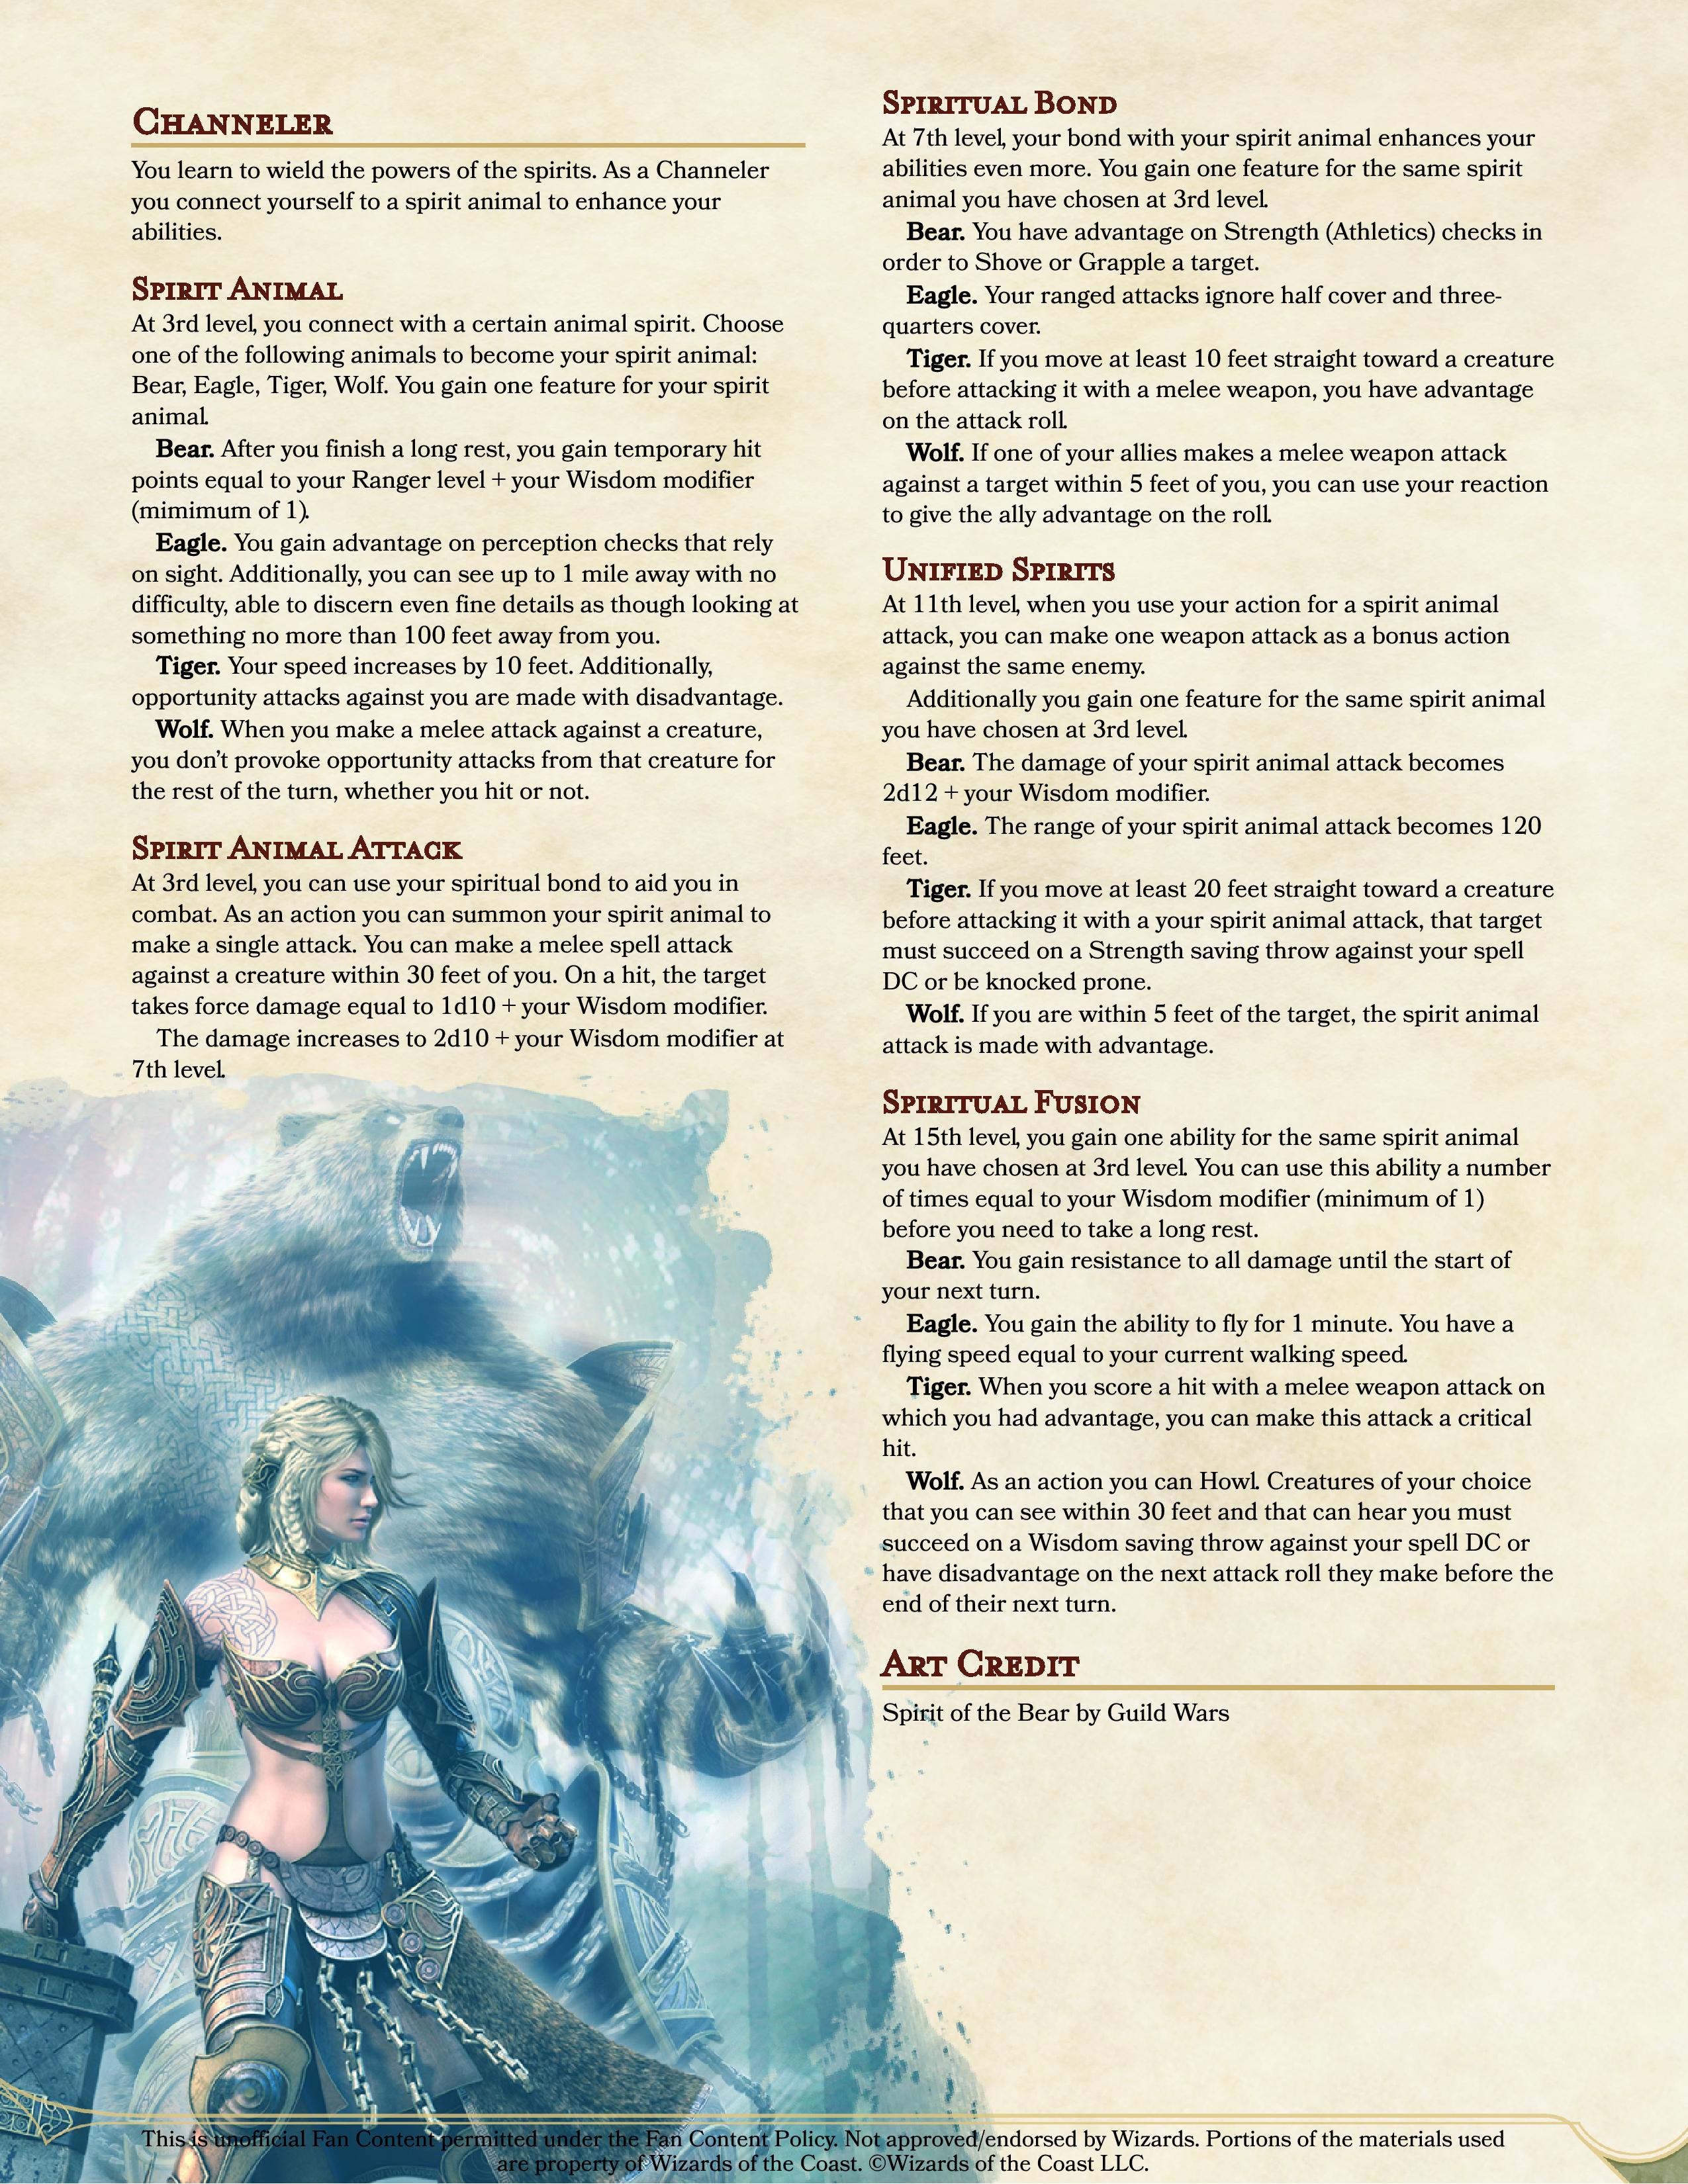 CHANNELER
You learn to wield the powers of the spirits. As a Channeler
you connect yourself to a spirit animal to enhance your
abilities.
SPIRIT ANIMAL
At 3rd level, you connect with a certain animal spirit. Choose
one of the following animals to become your spirit animal:
Bear, Eagle, Tiger, Wolf. You gain one feature for your spirit
animal.
Bear. After you finish a long rest, you gain temporary hit
points equal to your Ranger level + your Wisdom modifier
(mimimum of 1).
Eagle. You gain advantage on perception checks that rely
on sight. Additionally, you can see up to 1 mile away with no
difficulty, able to discern even fine details as though looking at
something no more than 100 feet away from you.
Tiger. Your speed increases by 10 feet. Additionally,
opportunity attacks against you are made with disadvantage.
Wolf. When you make a melee attack against a creature,
you don't provoke opportunity attacks from that creature for
the rest of the turn, whether you hit or not.
SPIRIT ANIMAL ATTACK
At 3rd level, you can use your spiritual bond to aid you in
combat. As an action you can summon your spirit animal to
make a single attack. You can make a melee spell attack
against a creature within 30 feet of you. On a hit, the target
takes force damage equal to 1d10 + your Wisdom modifier.
The damage increases to 2d10 + your Wisdom modifier at
7th level.
SPIRITUAL BOND
At 7th level, your bond with your spirit animal enhances your
abilities even more. You gain one feature for the same spirit
animal you have chosen at 3rd level.
Bear. You have advantage on Strength (Athletics) checks in
order to Shove or Grapple a target.
Eagle. Your ranged attacks ignore half cover and three-
quarters cover.
Tiger. If you move at least 10 feet straight toward a creature
before attacking it with a melee weapon, you have advantage
on the attack roll.
Wolf. If one of your allies makes a melee weapon attack
against a target within 5 feet of you, you can use your reaction
to give the ally advantage on the roll.
UNIFIED SPIRITS
At 11th level, when you use your action for a spirit animal
attack, you can make one weapon attack as a bonus action
against the same enemy.
Additionally you gain one feature for the same spirit animal
you have chosen at 3rd level.
Bear. The damage of your spirit animal attack becomes
2d12 + your Wisdom modifier.
Eagle. The range of your spirit animal attack becomes 120
feet.
Tiger. If you move at least 20 feet straight toward a creature
before attacking it with a your spirit animal attack, that target
must succeed on a Strength saving throw against your spell
DC or be knocked prone.
Wolf. If you are within 5 feet of the target, the spirit animal
attack is made with advantage.
SPIRITUAL FUSION
At 15th level, you gain one ability for the same spirit animal
you have chosen at 3rd level. You can use this ability a number
of times equal to your Wisdom modifier (minimum of 1)
before you need to take a long rest.
Bear. You gain resistance to all damage until the start of
your next turn.
Eagle. You gain the ability to fly for 1 minute. You have a
flying speed equal to your current walking speed.
Tiger. When you score a hit with a melee weapon attack on
which you had advantage, you can make this attack a critical
hit.
Wolf. As an action you can Howl. Creatures of your choice
that you can see within 30 feet and that can hear you must
succeed on a Wisdom saving throw against your spell DC or
have disadvantage on the next attack roll they make before the
end of their next turn.
ART CREDIT
Spirit of the Bear by Guild Wars
This is unofficial Fan Content permitted under the Fan Content Policy. Not approved/endorsed by Wizards. Portions of the materials used
are property of Wizards of the Coast. ©Wizards of the Coast LLC.